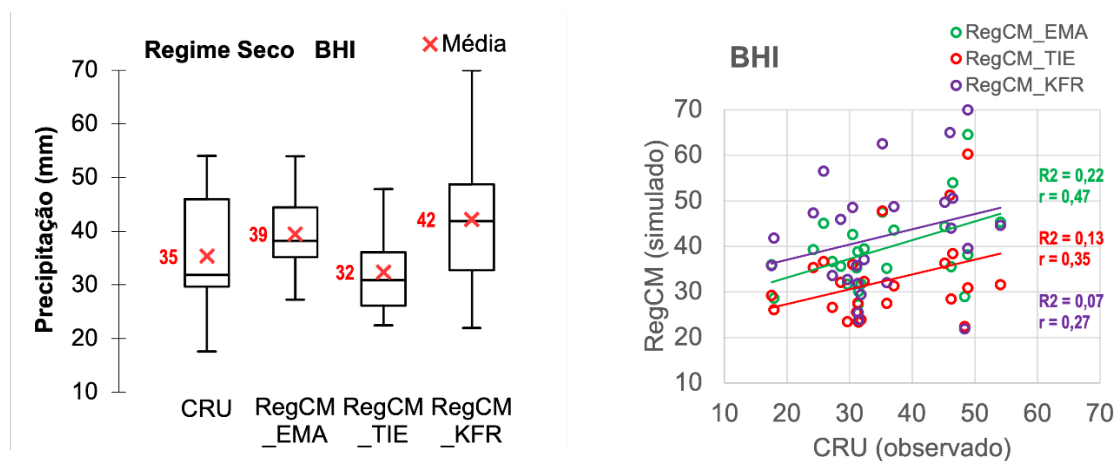 Regime Seco BHI
Média
Precipitação (mm)
70
60
50
40
30
20
10
35
39
32
42
CRU
RegCM
_EMA
RegCM
_TIE
RegCM
_KFR
BHI
RegCM_EMA
RegCM_TIE
RegCM_KFR
RegCM (simulado)
70
60
50
40
30
20
10
R2 = 0,22
r = 0,47
R2 = 0,13
r = 0,35
R2 = 0,07
r = 0,27
10 20 30 40 50 60 70
CRU (observado)